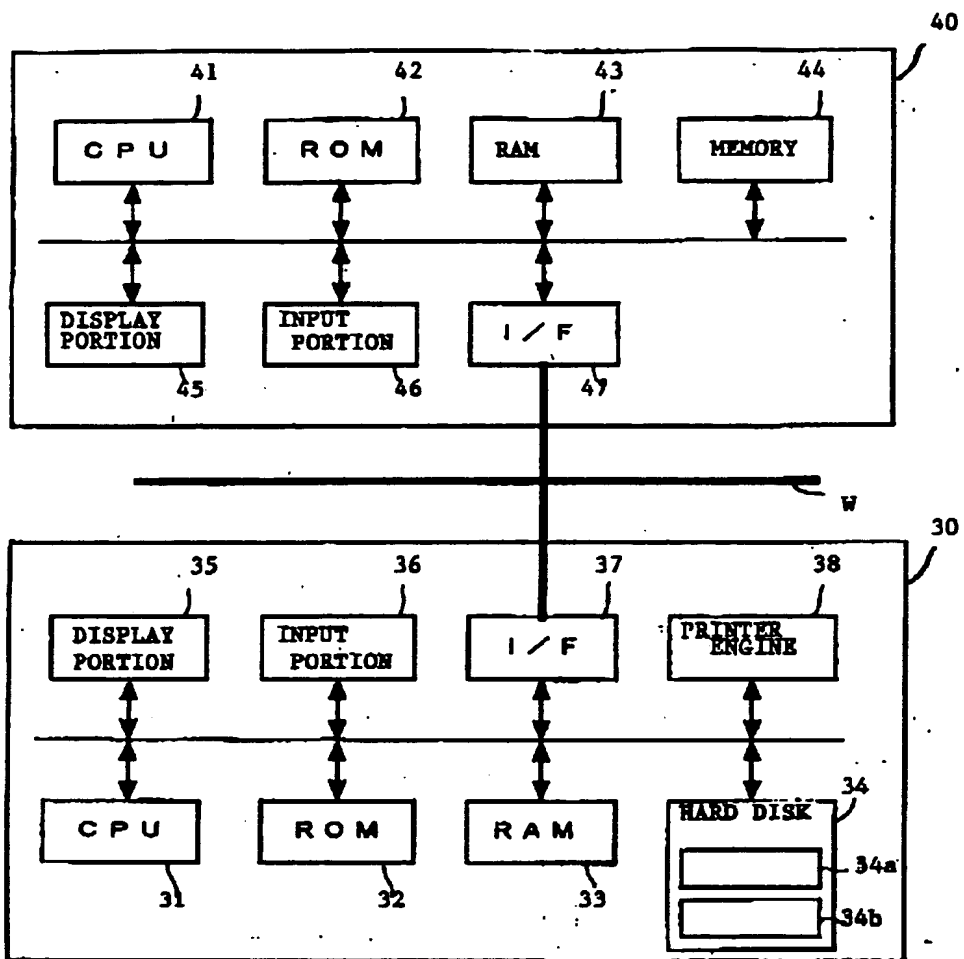 40
41 42 43 44
CPU ROM RAM MEMORY
DISPLAY PORTION
INPUT PORTION
I/F
45 46 47
W
30
35 36 37 38
DISPLAY PORTION
INPUT PORTION
I/F
PRINTER ENGINE
34
CPU ROM RAM HARD DISK
34a
34b
31 32 33